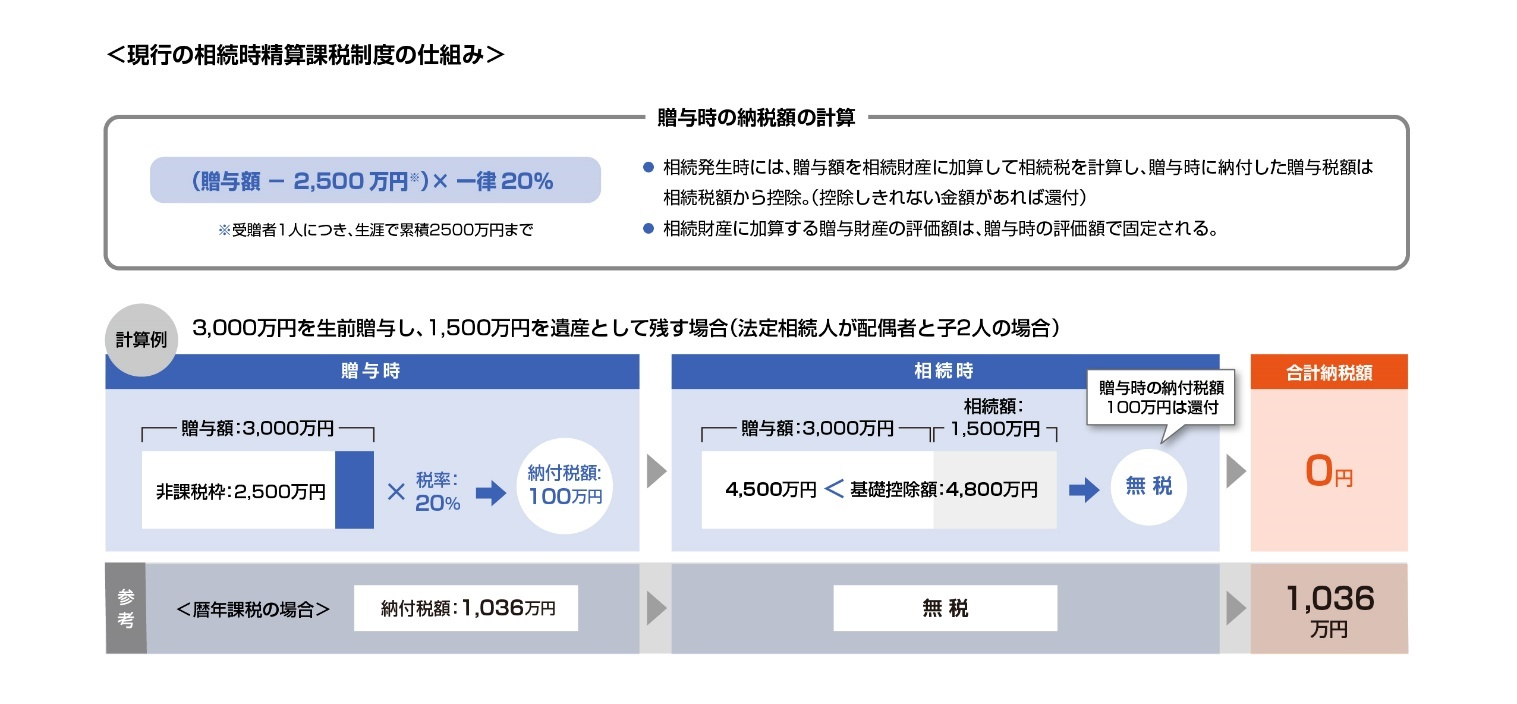 ＜現行の相続時精算課税制度の仕組み＞
贈与時の納税額の計算
（贈与額 － 2,500 万円※）× 一律 20%
※受贈者1人につき、生涯で累積2500万円まで
● 相続発生時には、贈与額を相続財産に加算して相続税を計算し、贈与時に納付した贈与税額は
相続税額から控除。（控除しきれない金額があれば還付）
● 相続財産に加算する贈与財産の評価額は、贈与時の評価額で固定される。
計算例
3,000万円を生前贈与し、1,500万円を遺産として残す場合（法定相続人が配偶者と子2人の場合）
贈与時
贈与額：3,000万円
非課税枠：2,500万円
×
税率：
20%
納付税額:
100万円
相続時
贈与時の納付税額
100万円は還付
贈与額：3,000万円
相続額：
1,500万円
4,500万円 ＜ 基礎控除額：4,800万円
無税
合計納税額
0円
参考
＜暦年課税の場合＞
納付税額：1,036万円
無税
1,036
万円